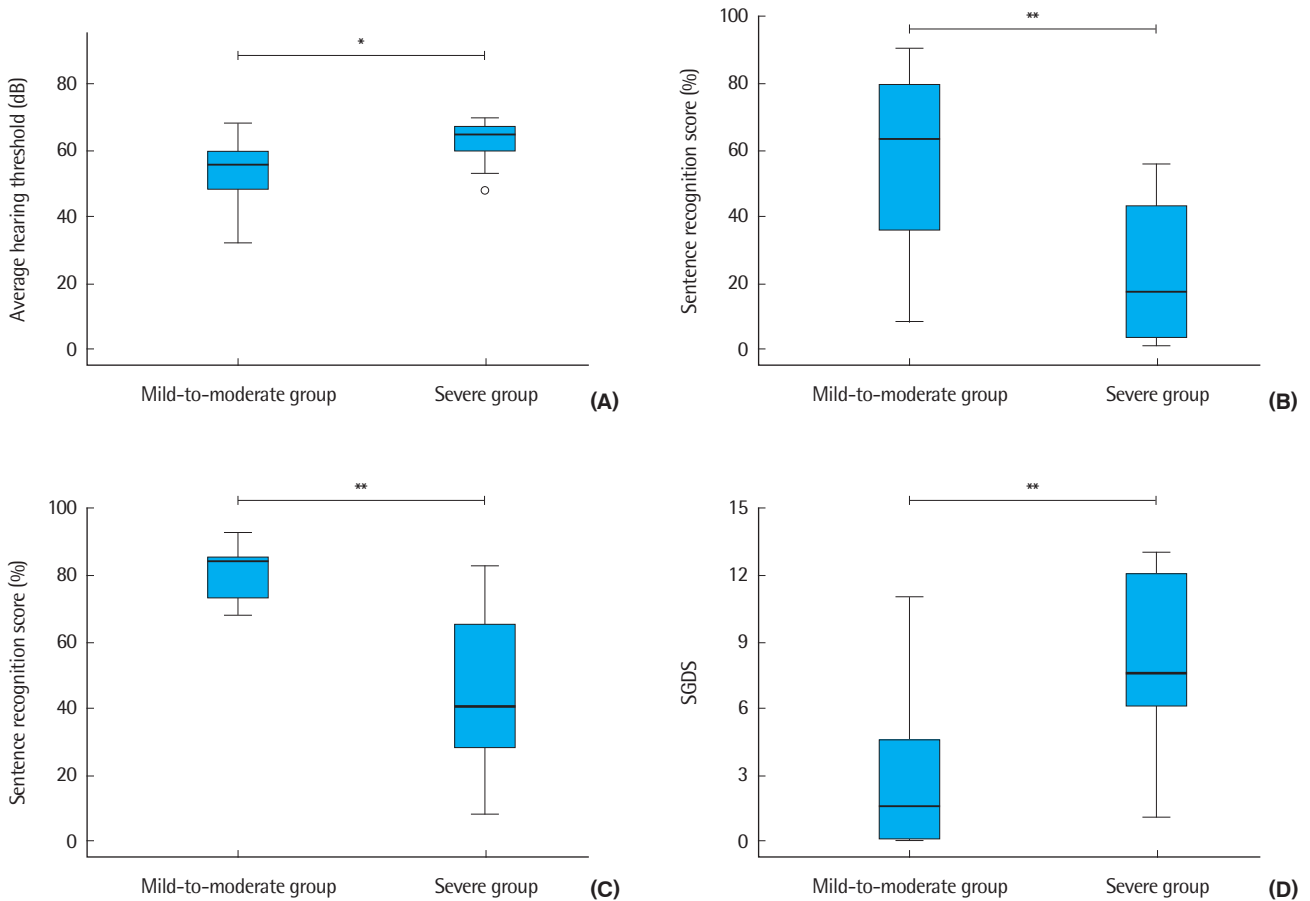 Average hearing threshold (dB)
80
60
40
20
0
*
Mild-to-moderate group
Severe group
(A)
Sentence recognition score (%)
100
80
60
40
20
0
**
Mild-to-moderate group
Severe group
(B)
Sentence recognition score (%)
100
80
60
40
20
0
**
Mild-to-moderate group
Severe group
(C)
SGDS
15
12
9
6
3
0
**
Mild-to-moderate group
Severe group
(D)